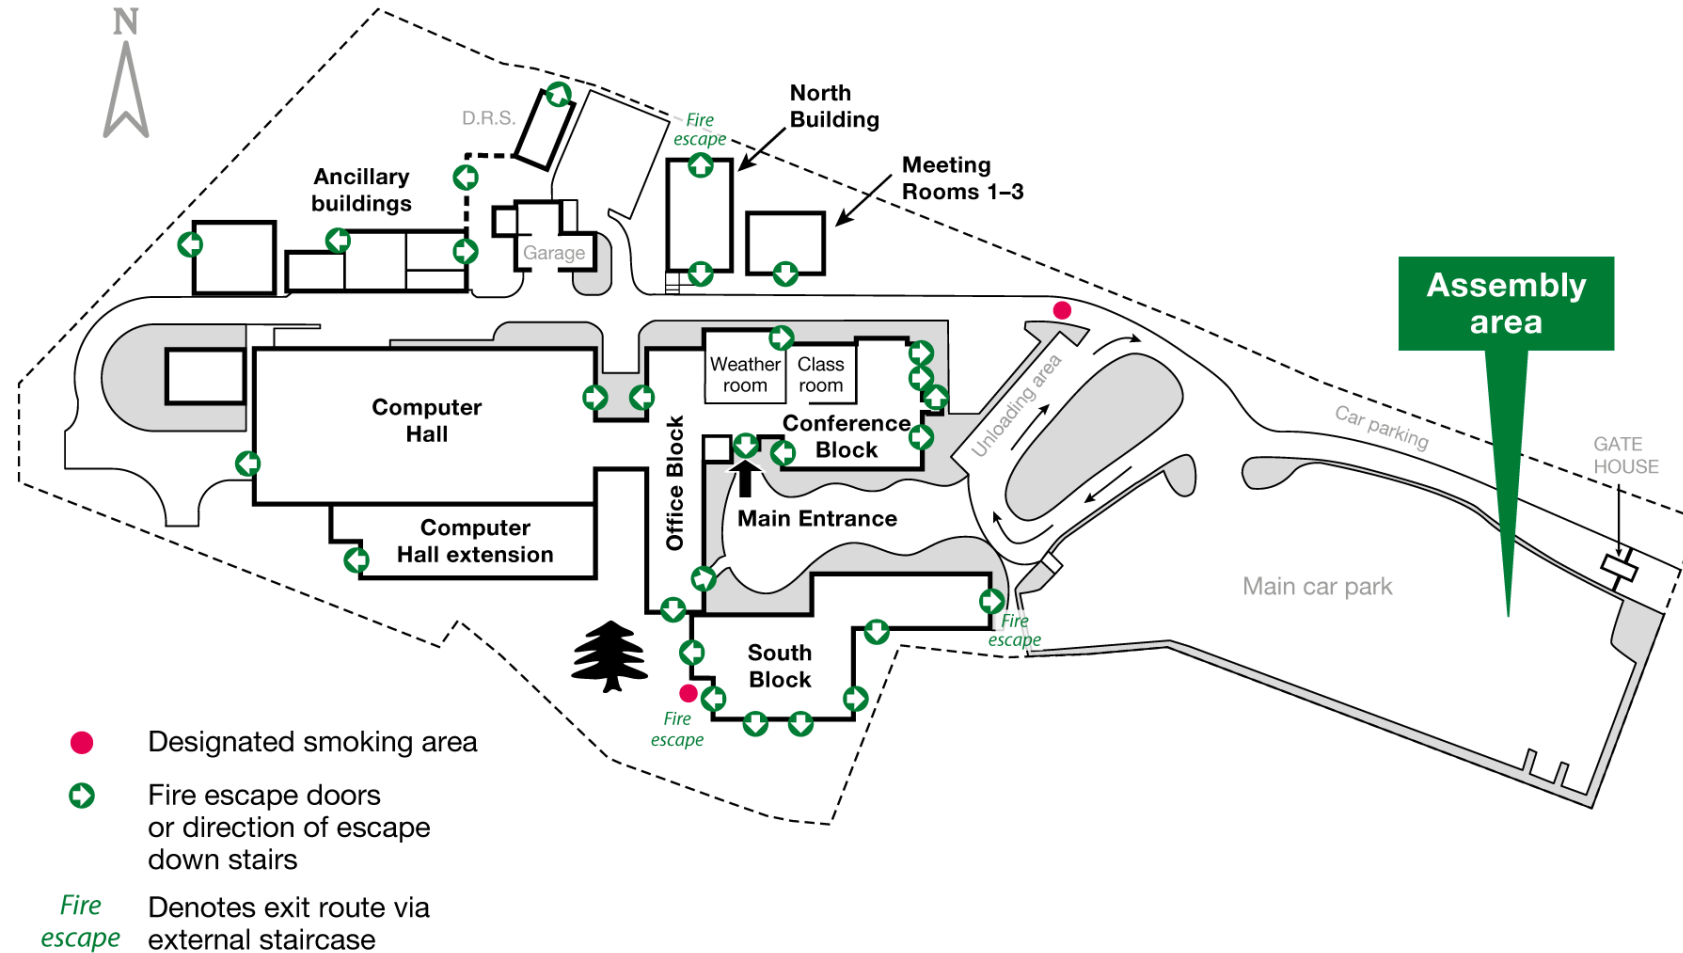 N
D.R.S.
North
Building
Fire
escape
Meeting
Rooms 1–3
Ancillary
buildings
Garage
Assembly
area
Weather
room
Class
room
Computer
Hall
Conference
Block
Office Block
Unloading area
Car parking
GATE
HOUSE
Main Entrance
Computer
Hall extension
Main car park
Fire
escape
South
Block
Fire
escape
Designated smoking area
Fire escape doors
or direction of escape
down stairs
Fire
escape
Denotes exit route via
external staircase